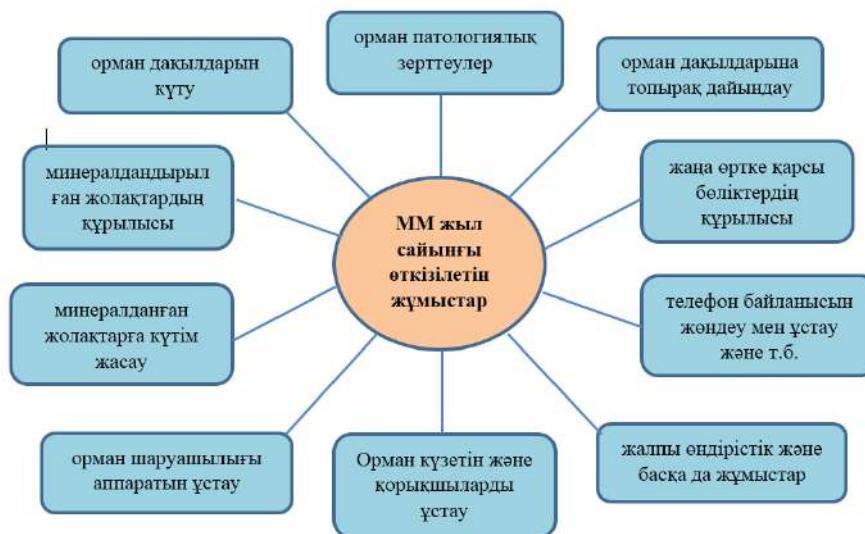 орман патологиялық
зерттеулер
орман дақылдарын
күту
орман дақылдарына
топырақ дайындау
минералдандырыл
ған жолақтардың
құрылысы
жаңа өртке қарсы
бөліктердің
құрылысы
ММ жыл
сайынғы
өткізілетін
жұмыстар
минералданған
жолақтарға күтім
жасау
телефон байланысын
жөндеу мен ұстау
және т.б.
орман шаруашылығы
аппаратын ұстау
Орман күзетін және
қорықшыларды
ұстау
жалпы өндірістік және
басқа да жұмыстар